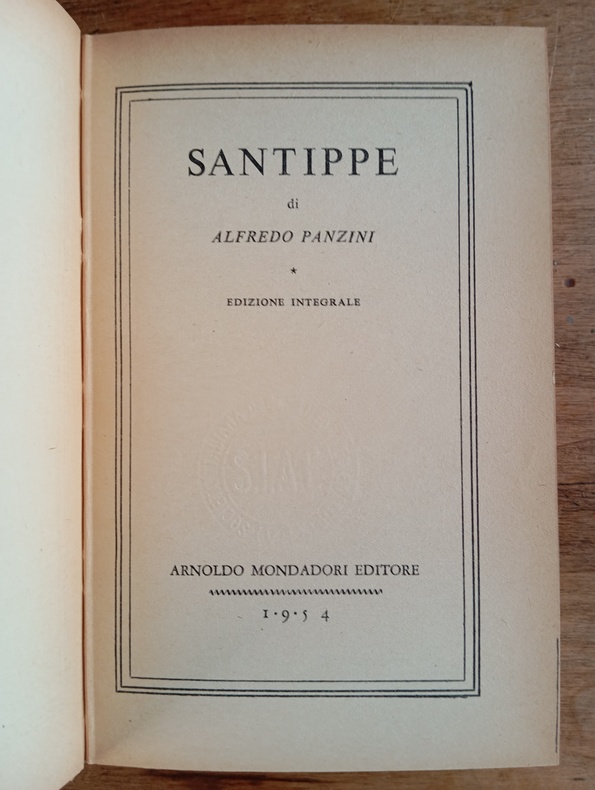 SANTIPPE
di
ALFREDO PANZINI
★
EDIZIONE INTEGRALE
S.I.A.E.
ARNOLDO MONDADORI EDITORE
1·9·5 4